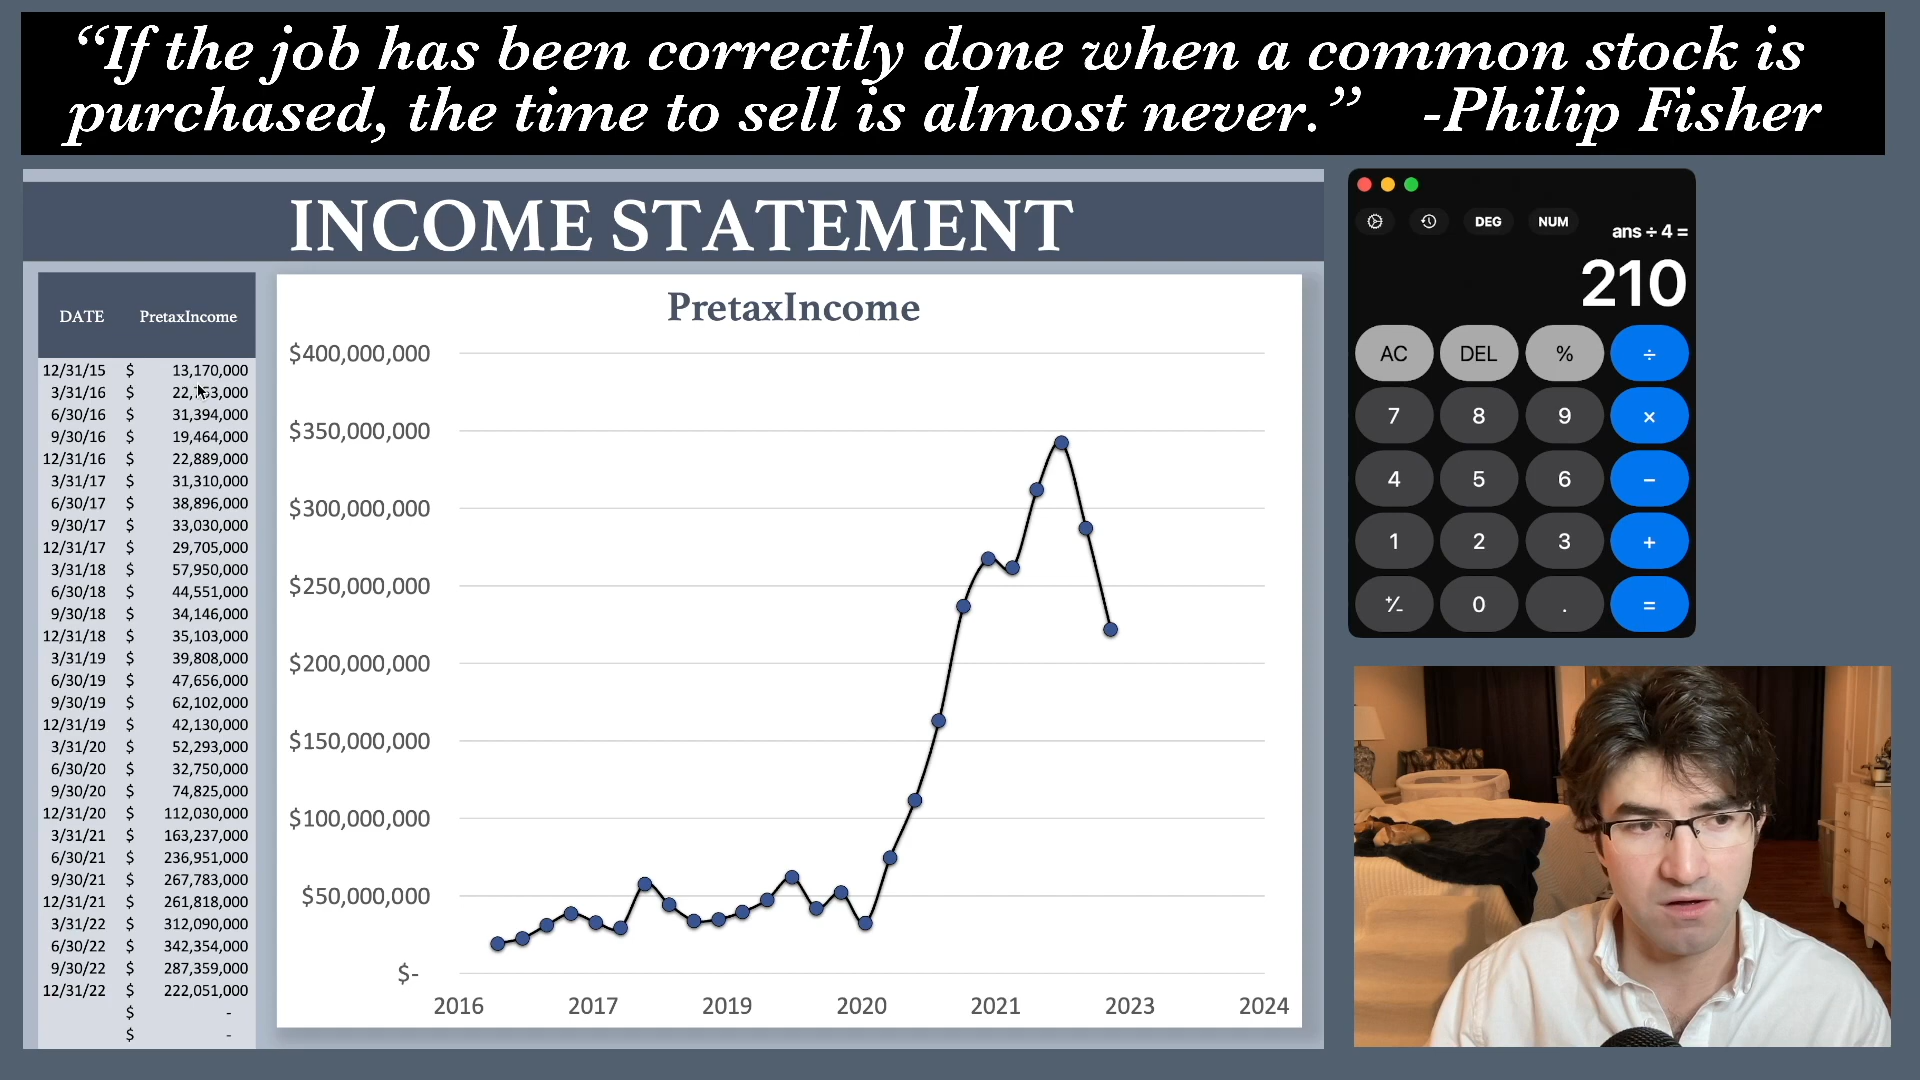 “If the job has been correctly done when a common stock is
purchased, the time to sell is almost never.” -Philip Fisher
INCOME STATEMENT
DATE PretaxIncome
12/31/15 $ 13,170,000
3/31/16 $
6/30/16 $ 31,394,000
9/30/16 $ 19,464,000
12/31/16 $ 22,889,000
3/31/17 $ 31,310,000
6/30/17 $ 38,896,000
9/30/17 $ 33,030,000
12/31/17 $ 29,705,000
3/31/18 $ 57,950,000
6/30/18 $ 44,551,000
9/30/18 $ 34,146,000
12/31/18 $ 35,103,000
3/31/19 $ 39,808,000
6/30/19 $ 47,656,000
9/30/19 $ 62,102,000
12/31/19 $ 42,130,000
3/31/20 $ 52,293,000
6/30/20 $ 32,750,000
9/30/20 $ 74,825,000
12/31/20 $ 112,030,000
3/31/21 $ 163,237,000
6/30/21 $ 236,951,000
9/30/21 $ 267,783,000
12/31/21 $ 261,818,000
3/31/22 $ 312,090,000
6/30/22 $ 342,354,000
9/30/22 $ 287,359,000
12/31/22 $ 222,051,000
$ -
$ -
PretaxIncome
$400,000,000
$350,000,000
$300,000,000
$250,000,000
$200,000,000
$150,000,000
$100,000,000
$50,000,000
$-
2016 2017 2019 2020 2021 2023 2024
DEG NUM
ans ÷ 4 =
210
AC DEL % ÷
7 8 9 ×
4 5 6 −
1 2 3 +
+⁄− 0 . =